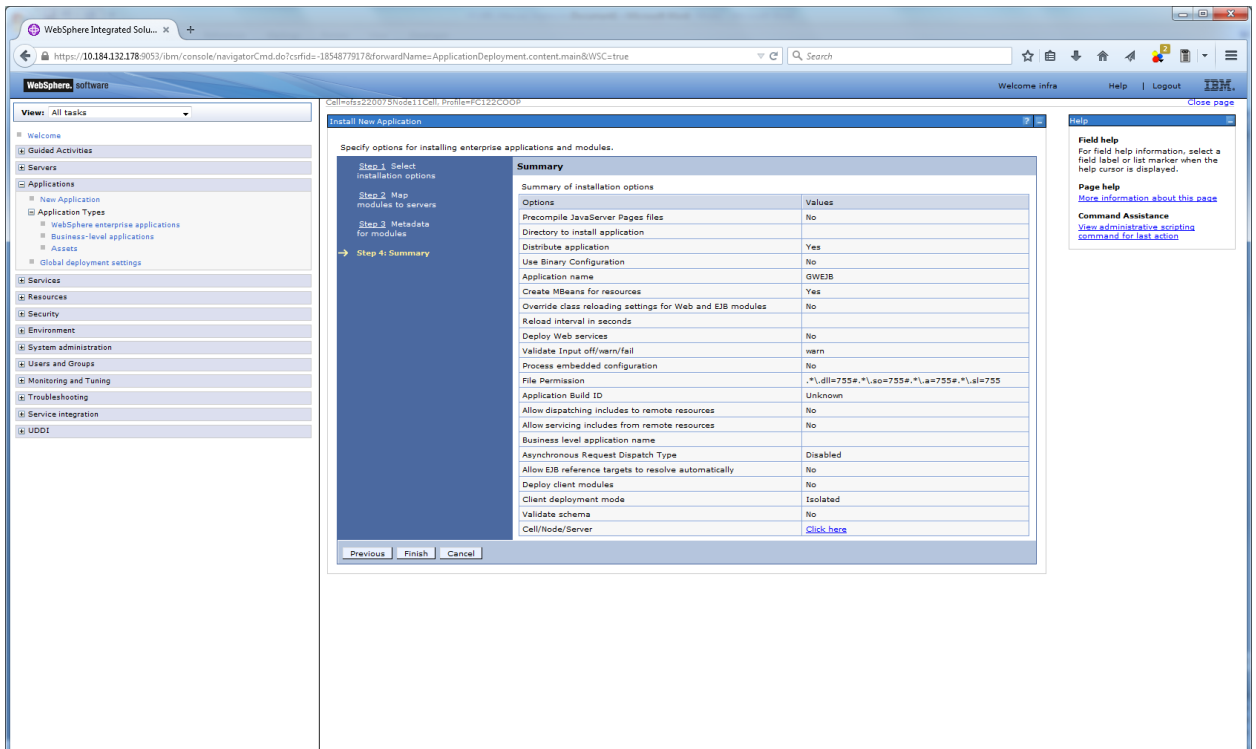 WebSphere Integrated Solu... × +
https://10.184.132.178:9053/ibm/console/navigatorCmd.do?csrfid=-1854877917&forwardName=ApplicationDeployment.content.main&WSC=true
Search
2
WebSphere. software
Welcome infra
Help | Logout
IBM.
View: All tasks
Welcome
Guided Activities
Servers
Applications
New Application
Application Types
WebSphere enterprise applications
Business-level applications
Assets
Global deployment settings
Services
Resources
Security
Environment
System administration
Users and Groups
Monitoring and Tuning
Troubleshooting
Service integration
UDDI
Cell=ofss220075Node11Cell, Profile=FC122COOP
Close page
Install New Application
? –
Specify options for installing enterprise applications and modules.
Step 1 Select
installation options
Step 2 Map
modules to servers
Step 3 Metadata
for modules
Step 4: Summary
Summary
Summary of installation options
Options Values
Precompile JavaServer Pages files No
Directory to install application
Distribute application Yes
Use Binary Configuration No
Application name GWEJB
Create MBeans for resources Yes
Override class reloading settings for Web and EJB modules No
Reload interval in seconds
Deploy Web services No
Validate Input off/warn/fail warn
Process embedded configuration No
File Permission .*\.dll=755#.*\.so=755#.*\.a=755#.*\.sl=755
Application Build ID Unknown
Allow dispatching includes to remote resources No
Allow servicing includes from remote resources No
Business level application name
Asynchronous Request Dispatch Type Disabled
Allow EJB reference targets to resolve automatically No
Deploy client modules No
Client deployment mode Isolated
Validate schema No
Cell/Node/Server Click here
Previous Finish Cancel
Help
Field help
For field help information, select a
field label or list marker when the
help cursor is displayed.
Page help
More information about this page
Command Assistance
View administrative scripting
command for last action